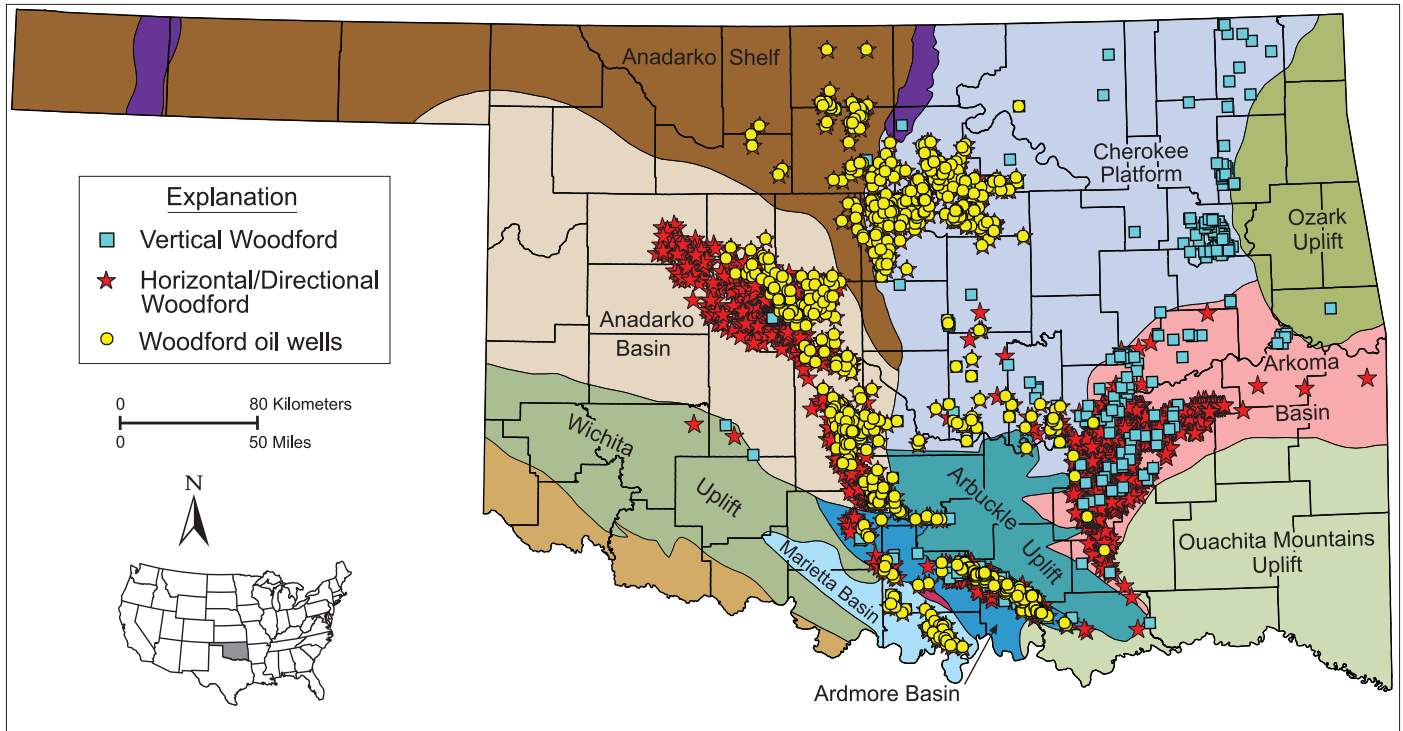 Anadarko Shelf
Cherokee
Platform
Ozark
Uplift
Explanation
Vertical Woodford
Horizontal/Directional
Woodford
Woodford oil wells
0 80 Kilometers
0 50 Miles
N
Anadarko
Basin
Arkoma
Basin
Wichita
Uplift
Arbuckle
Uplift
Ouachita Mountains
Uplift
Marietta Basin
Ardmore Basin